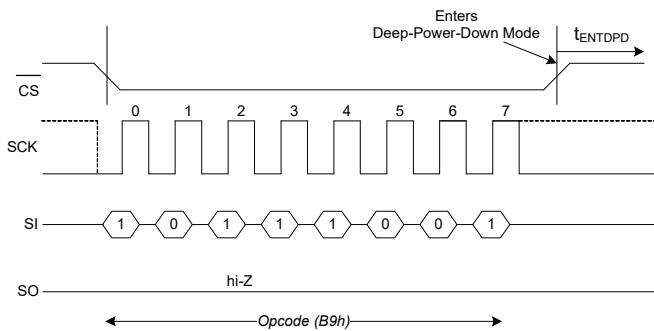 Enters
Deep-Power-Down Mode
tENTDPD
CS
0 1 2 3 4 5 6 7
SCK
SI 1 0 1 1 1 0 0 1
hi-Z
SO
Opcode (B9h)